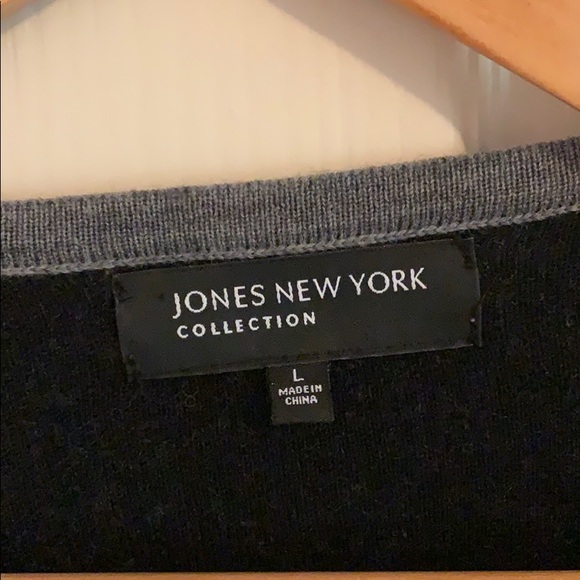 JONES NEW YORK
COLLECTION
L
MADE IN
CHINA